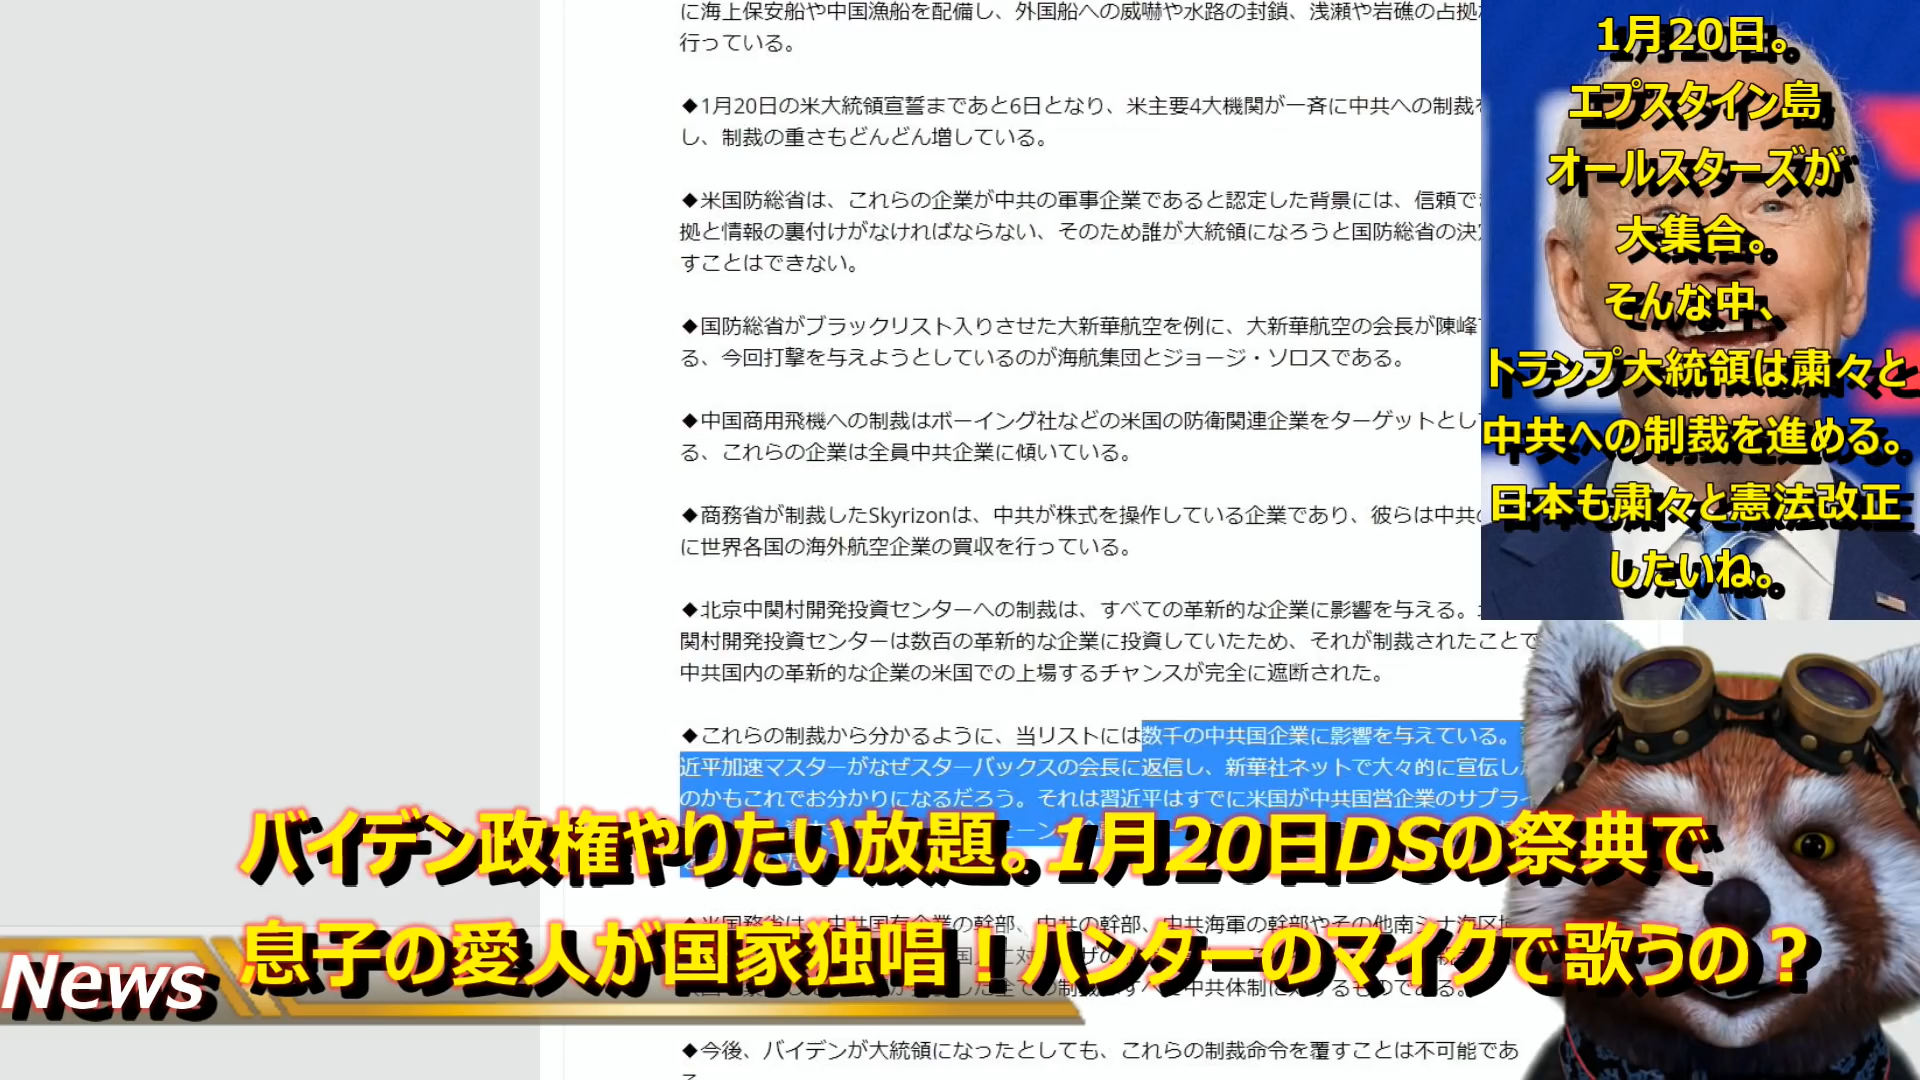 に海上保安船や中国漁船を配備し、外国船への威嚇や水路の封鎖、浅瀬や岩礁の占拠
行っている。
◆1月20日の米大統領宣誓まであと6日となり、米主要4大機関が一斉に中共への制裁を
し、制裁の重さもどんどん増している。
◆米国防総省は、これらの企業が中共の軍事企業であると認定した背景には、信頼でき
拠と情報の裏付けがなければならない、そのため誰が大統領になろうと国防総省の決定
すことはできない。
◆国防総省がブラックリスト入りさせた大新華航空を例に、大新華航空の会長が陳峰で
る、今回打撃を与えようとしているのが海航集団とジョージ・ソロスである。
◆中国商用飛機への制裁はボーイング社などの米国の防衛関連企業をターゲットとして
る、これらの企業は全員中共企業に傾いている。
◆商務省が制裁したSkyrizonは、中共が株式を操作している企業であり、彼らは中共の
に世界各国の海外航空企業の買収を行っている。
◆北京中関村開発投資センターへの制裁は、すべての革新的な企業に影響を与える。
関村開発投資センターは数百の革新的な企業に投資していたため、それが制裁されたことで
中共国内の革新的な企業の米国での上場するチャンスが完全に遮断された。
◆これらの制裁から分かるように、当リストには数千の中共国企業に影響を与えている。
近平加速マスターがなぜスターバックスの会長に返信し、新華社ネットで大々的に宣伝した
のかもこれでお分かりになるだろう。それは習近平はすでに米国が中共国営企業のサプライ
◆今後、バイデンが大統領になったとしても、これらの制裁命令を覆すことは不可能であ
1月20日。
エプスタイン島
オールスターズが
大集合。
そんな中、
トランプ大統領は粛々と
中共への制裁を進める。
日本も粛々と憲法改正
したいね。
バイデン政権やりたい放題。1月20日DSの祭典で
息子の愛人が国家独唱！ハンターのマイクで歌うの？
News